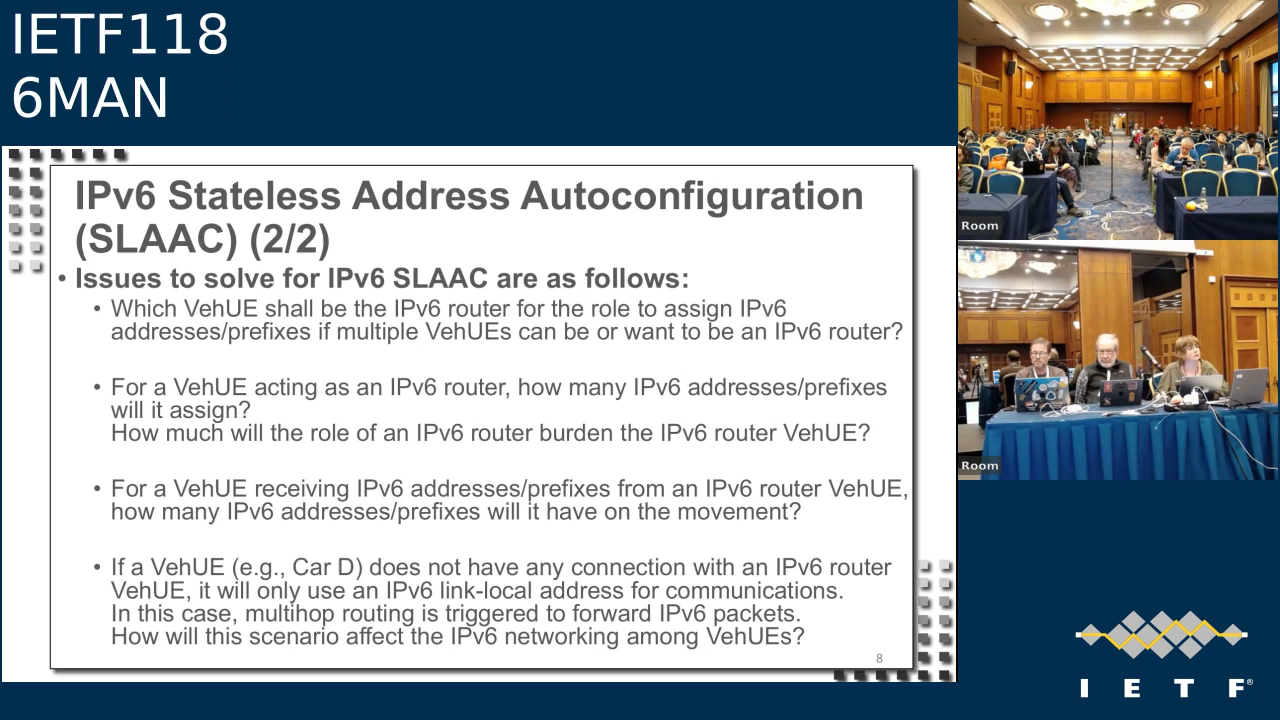 IETF118
6MAN
IPv6 Stateless Address Autoconfiguration
(SLAAC) (2/2)
• Issues to solve for IPv6 SLAAC are as follows:
• Which VehUE shall be the IPv6 router for the role to assign IPv6
addresses/prefixes if multiple VehUEs can be or want to be an IPv6 router?
• For a VehUE acting as an IPv6 router, how many IPv6 addresses/prefixes
will it assign?
How much will the role of an IPv6 router burden the IPv6 router VehUE?
• For a VehUE receiving IPv6 addresses/prefixes from an IPv6 router VehUE,
how many IPv6 addresses/prefixes will it have on the movement?
• If a VehUE (e.g., Car D) does not have any connection with an IPv6 router
VehUE, it will only use an IPv6 link-local address for communications.
In this case, multihop routing is triggered to forward IPv6 packets.
How will this scenario affect the IPv6 networking among VehUEs?
8
Room
Room
I E T F®